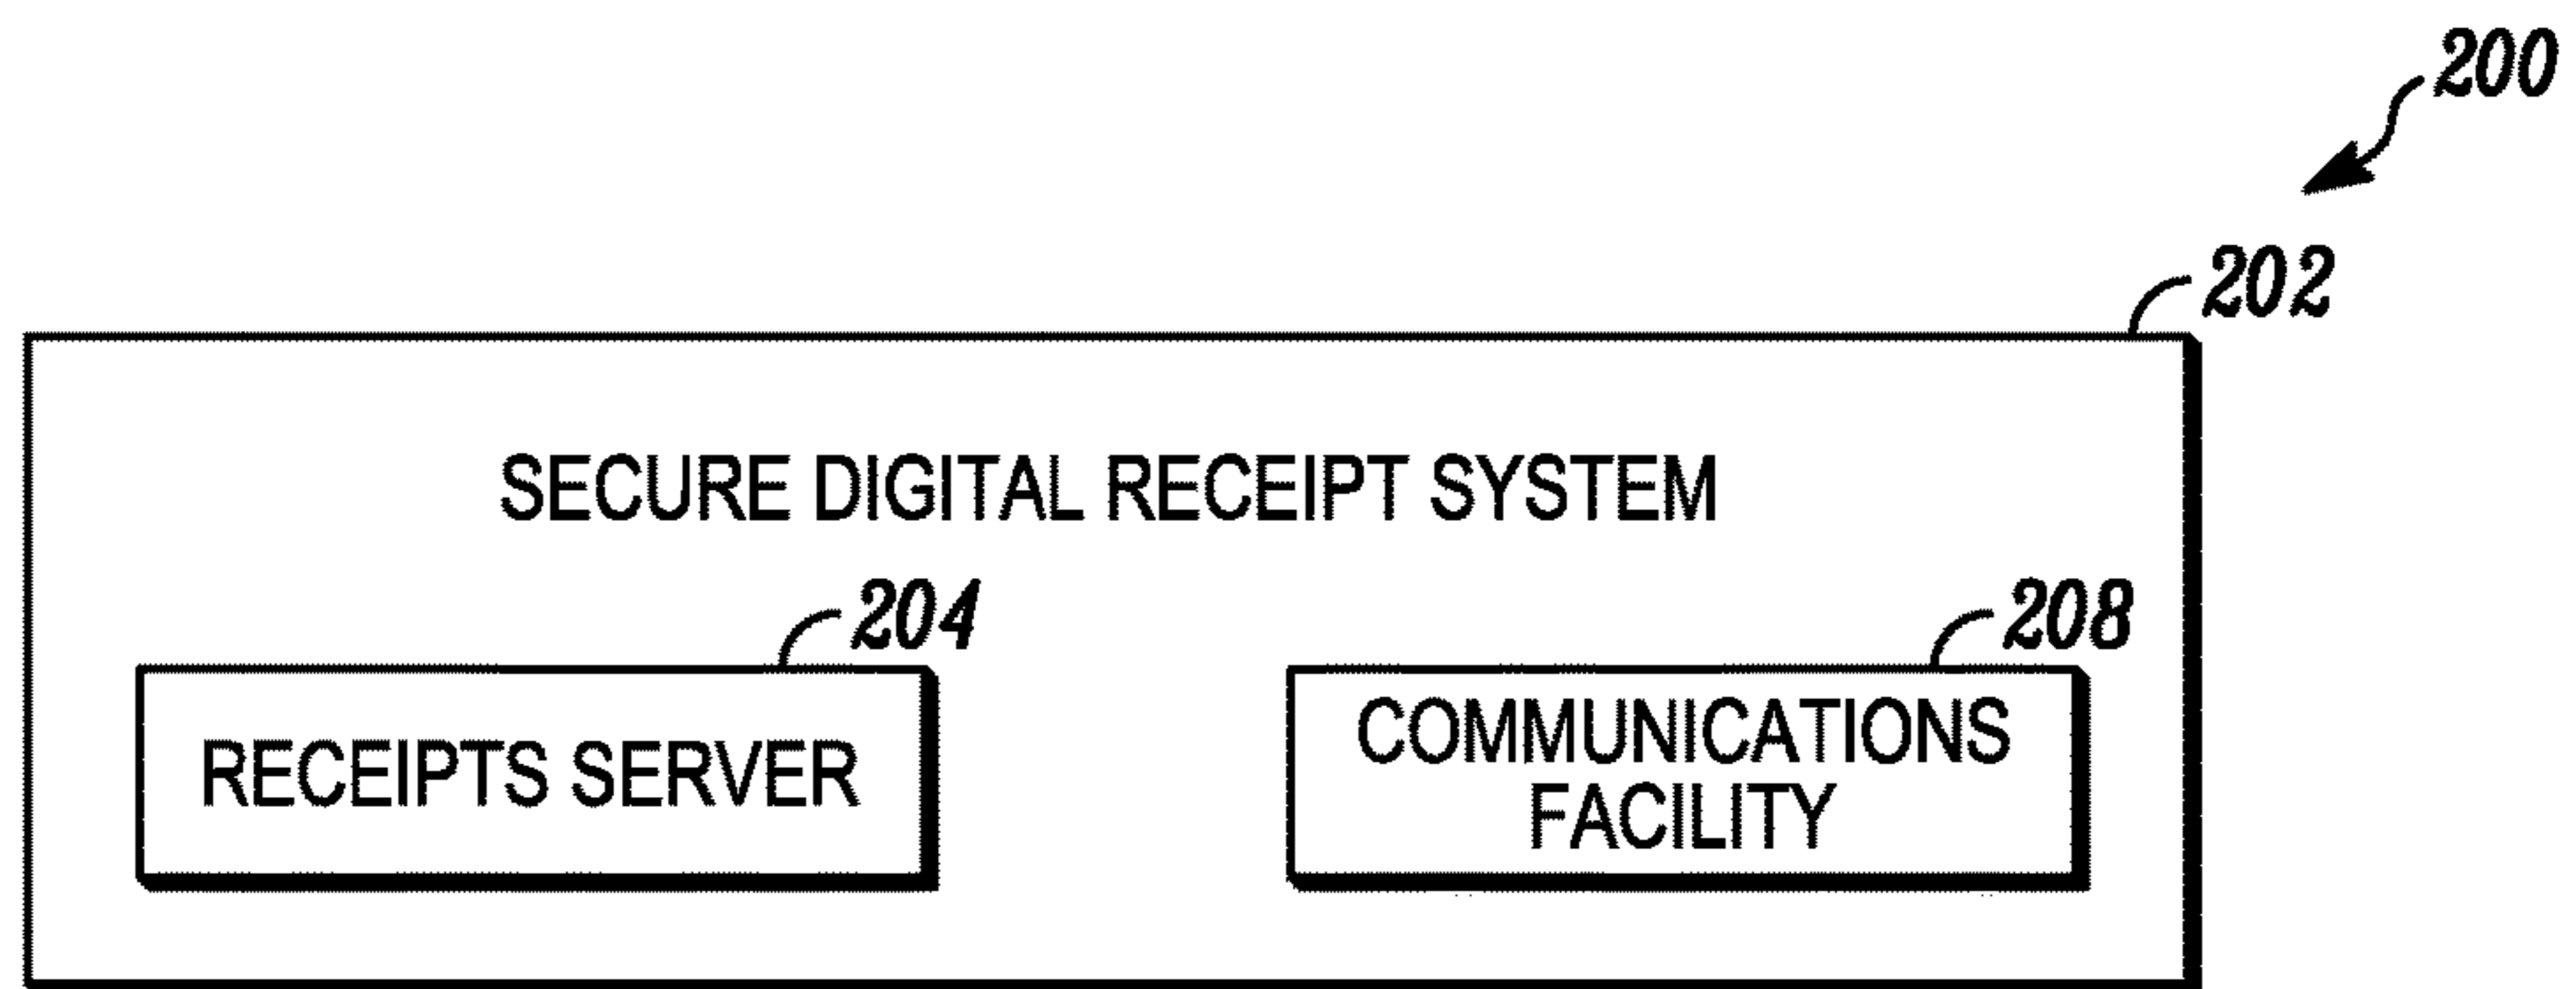 200
202
SECURE DIGITAL RECEIPT SYSTEM
204
208
RECEIPTS SERVER
COMMUNICATIONS
FACILITY